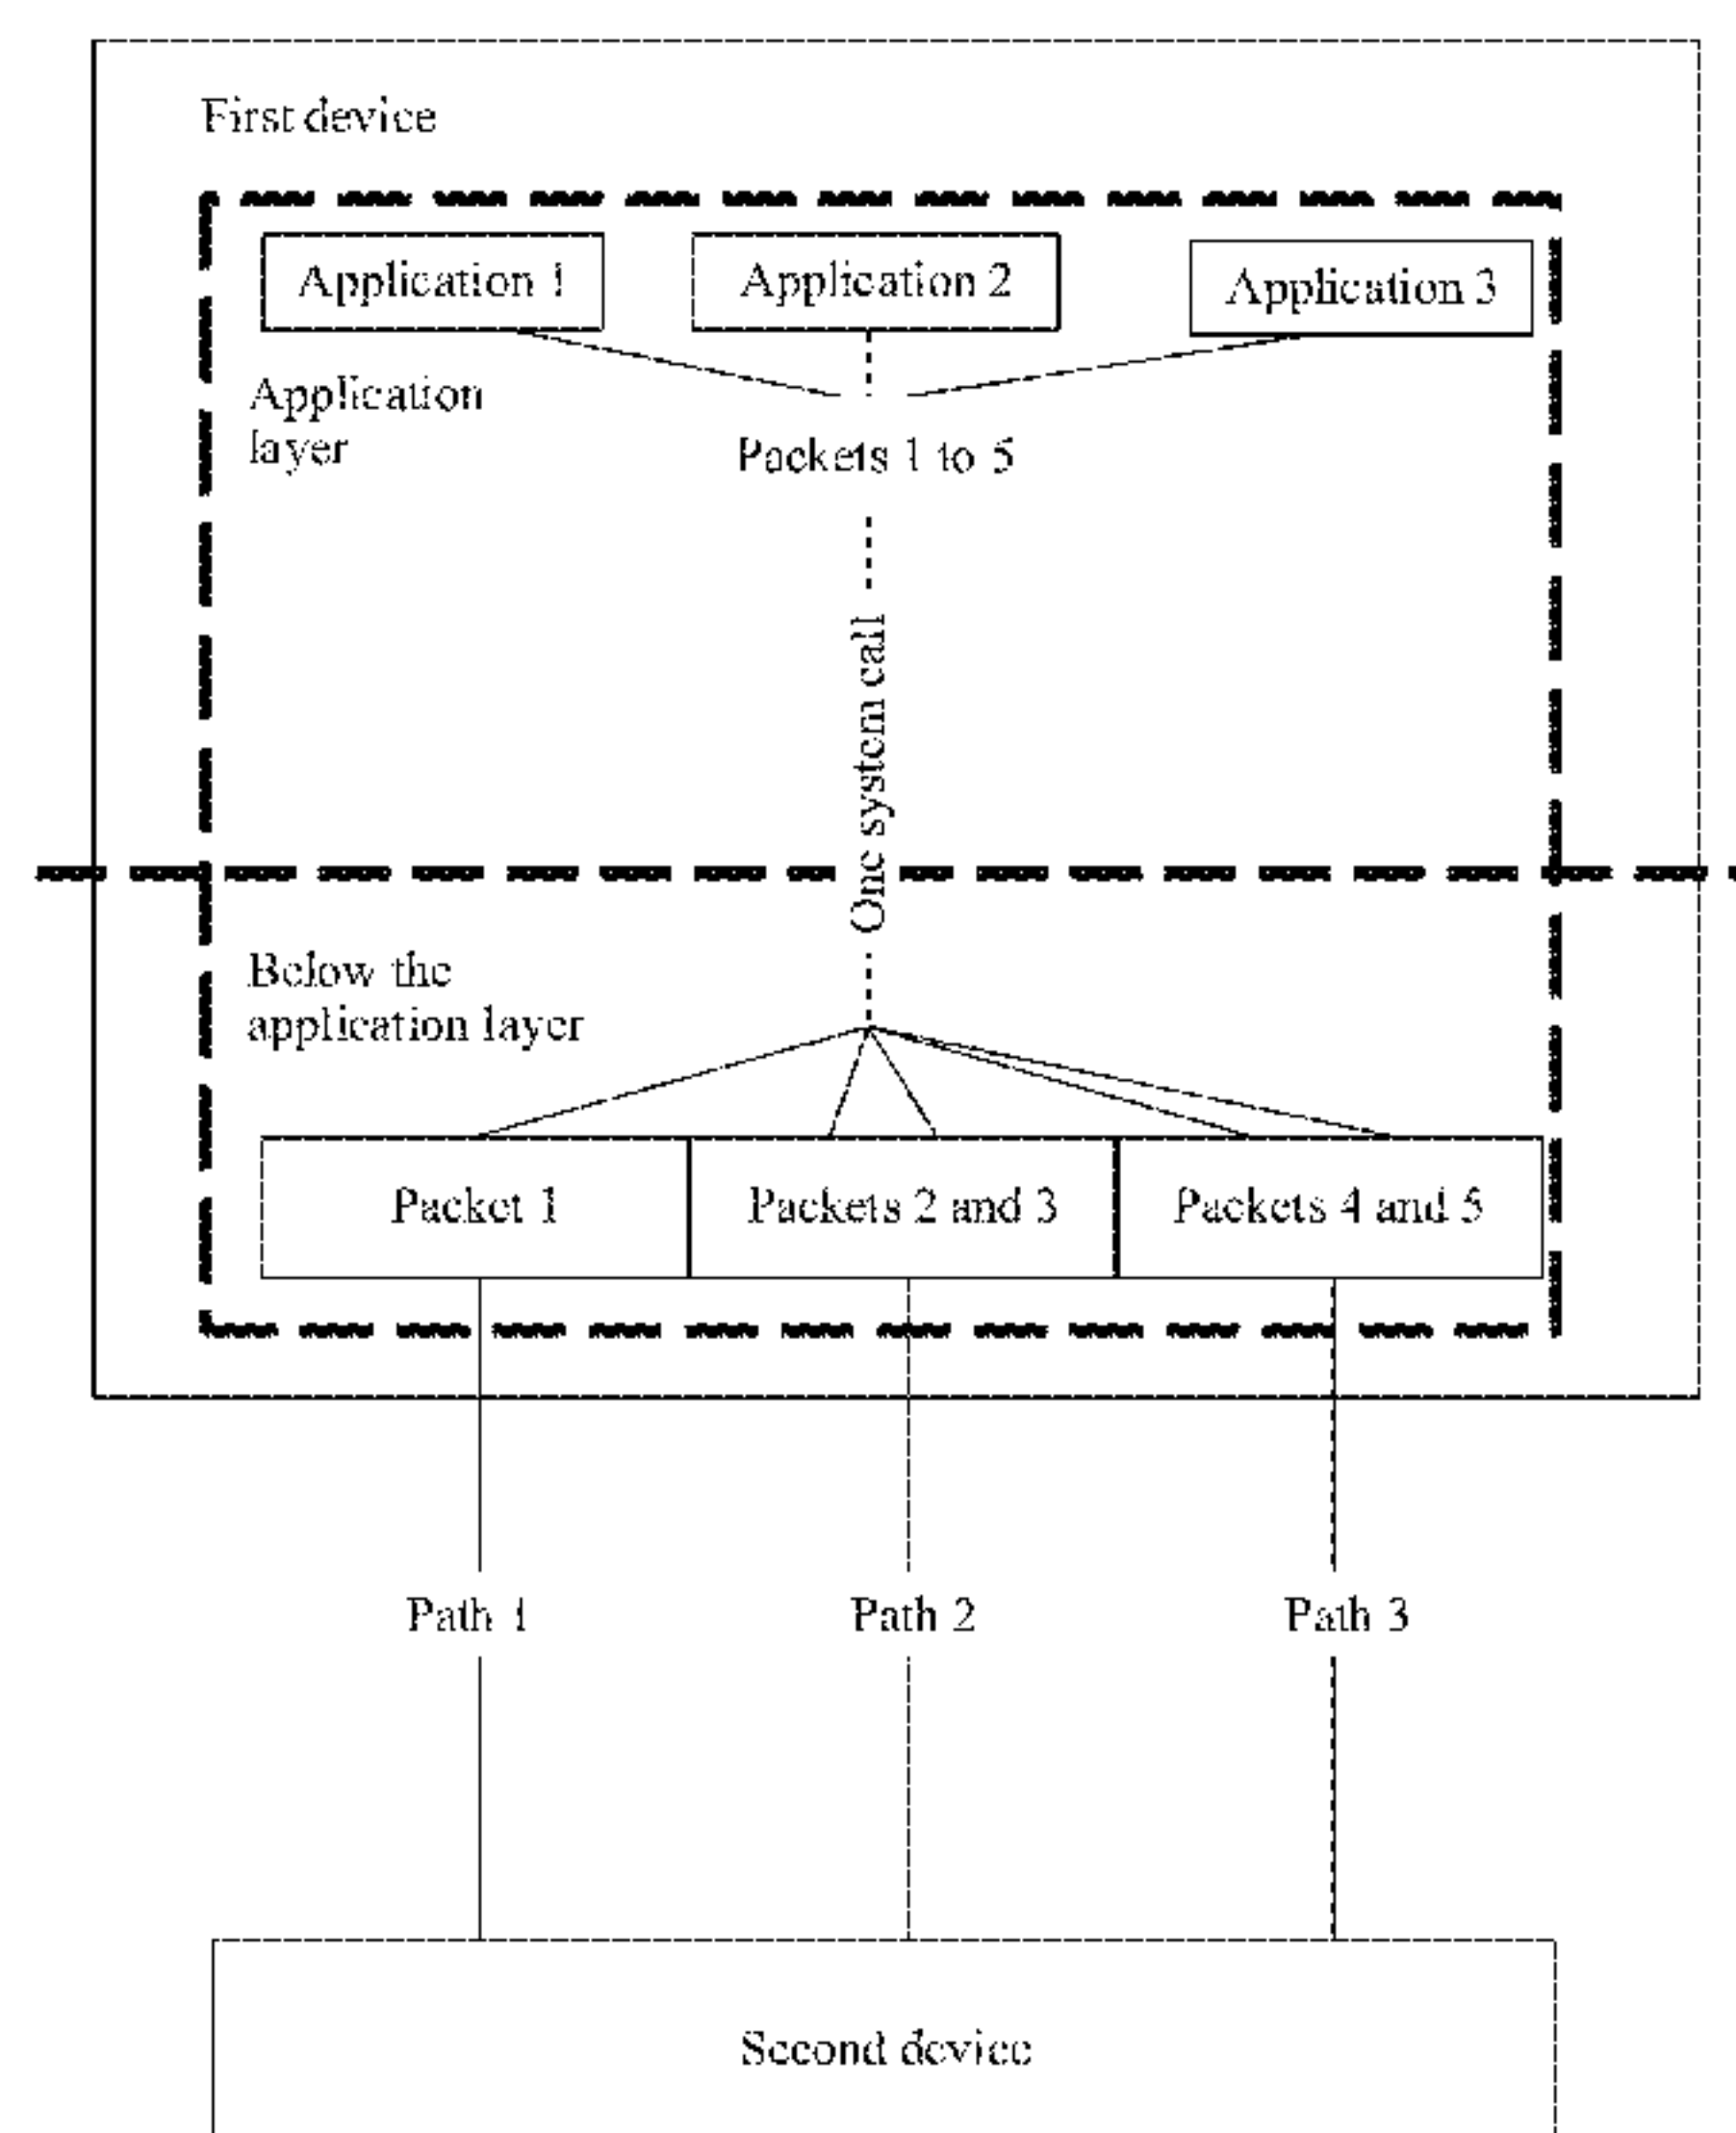 First device
Application 1
Application 2
Application 3
Application
layer
Packets 1 to 5
One system call
Below the
application layer
Packet 1
Packets 2 and 3
Packets 4 and 5
Path 1
Path 2
Path 3
Second device